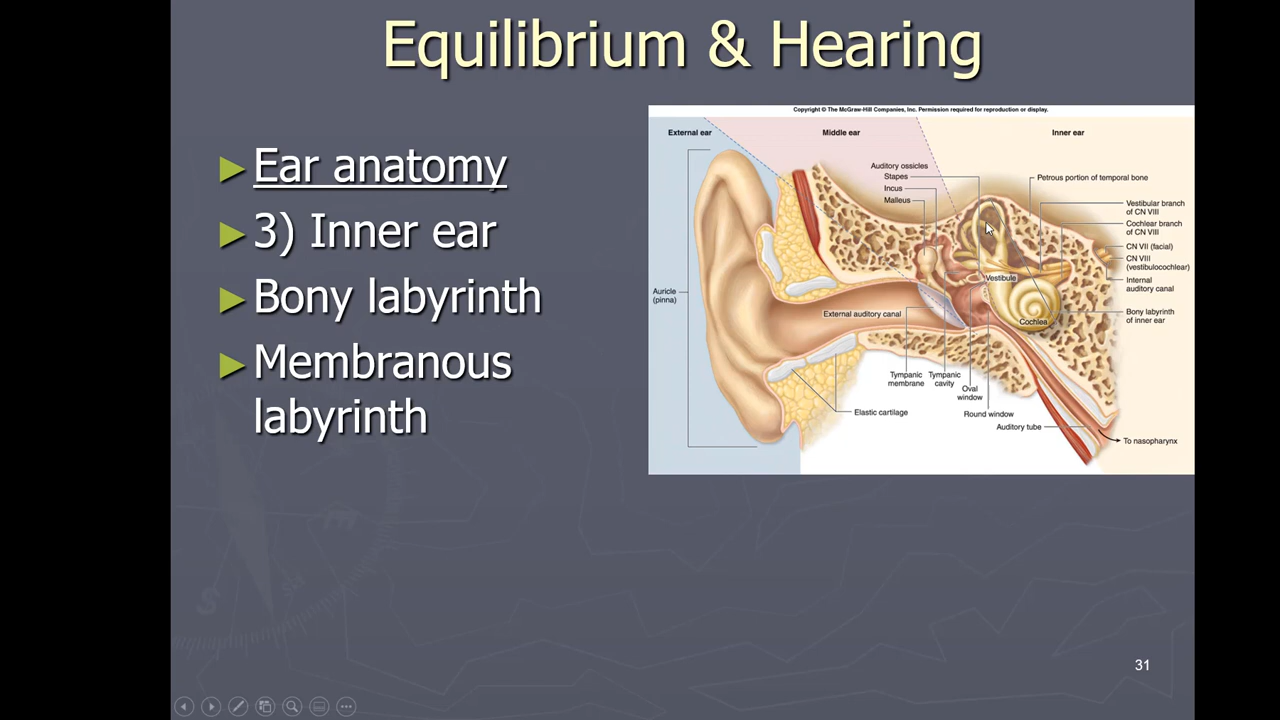 Equilibrium & Hearing
► Ear anatomy
► 3) Inner ear
► Bony labyrinth
► Membranous
labyrinth
Copyright © The McGraw-Hill Companies, Inc. Permission required for reproduction or display.
External ear
Middle ear
Inner ear
Auditory ossicles
Stapes
Incus
Malleus
Petrous portion of temporal bone
Vestibular branch
of CN VIII
Cochlear branch
of CN VIII
CN VII (facial)
CN VIII
(vestibulocochlear)
Internal
auditory canal
Bony labyrinth
of inner ear
Vestibule
Cochlea
Auricle
(pinna)
External auditory canal
Tympanic
membrane
Tympanic
cavity
Oval
window
Round window
Elastic cartilage
Auditory tube
To nasopharynx
31